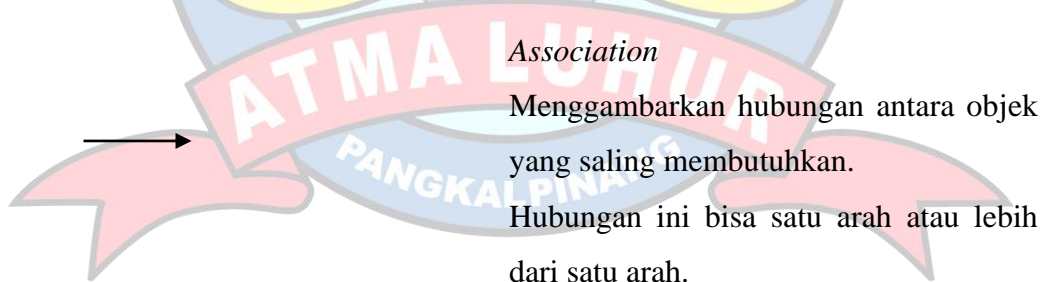 Association
Menggambarkan hubungan antara objek
yang saling membutuhkan.
Hubungan ini bisa satu arah atau lebih
dari satu arah.
ATMA LUHUR
PANGKALPINANG